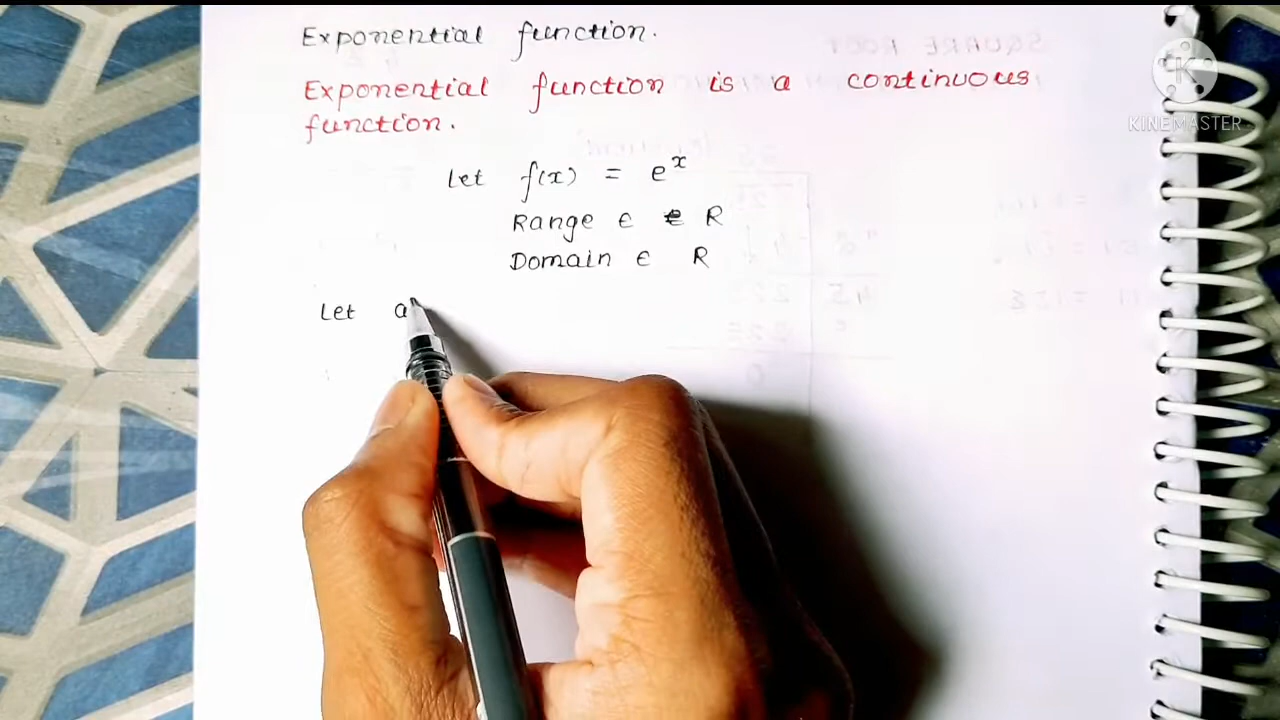 Exponential function.
Exponential function is a continuous
function.
Let f(x) = e^x
Range ∈ R
Domain ∈ R
Let a
KINEMASTER